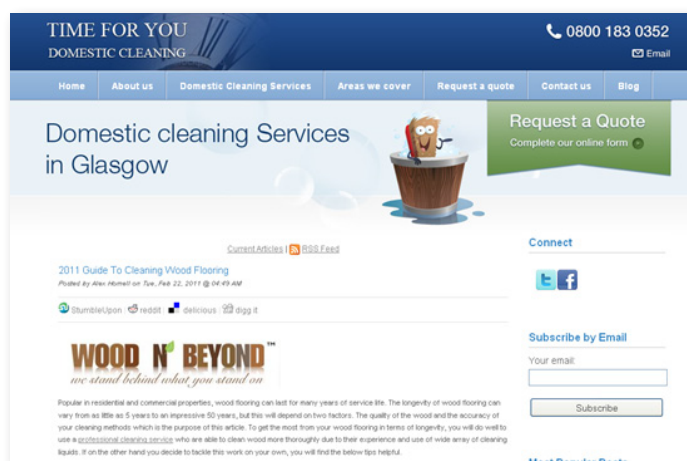 TIME FOR YOU
DOMESTIC CLEANING
0800 183 0352
Email
Home About us Domestic Cleaning Services Areas we cover Request a quote Contact us Blog
Domestic cleaning Services
in Glasgow
Request a Quote
Complete our online form
Current Articles | RSS Feed
2011 Guide To Cleaning Wood Flooring
Posted by Alex Homell on Tue, Feb 22, 2011 @ 04:49 AM
StumbleUpon | reddit | delicious | digg it
WOOD N' BEYOND™
we stand behind what you stand on
Popular in residential and commercial properties, wood flooring can last for many years of service life. The longevity of wood flooring can
vary from as little as 5 years to an impressive 50 years, but this will depend on two factors. The quality of the wood and the accuracy of
your cleaning methods which is the purpose of this article. To get the most from your wood flooring in terms of longevity, you will do well to
use a professional cleaning service who are able to clean wood more thoroughly due to their experience and use of wide array of cleaning
liquids. If on the other hand you decide to tackle this work on your own, you will find the below tips helpful.
Connect
Subscribe by Email
Your email:
Subscribe
Most Popular Posts